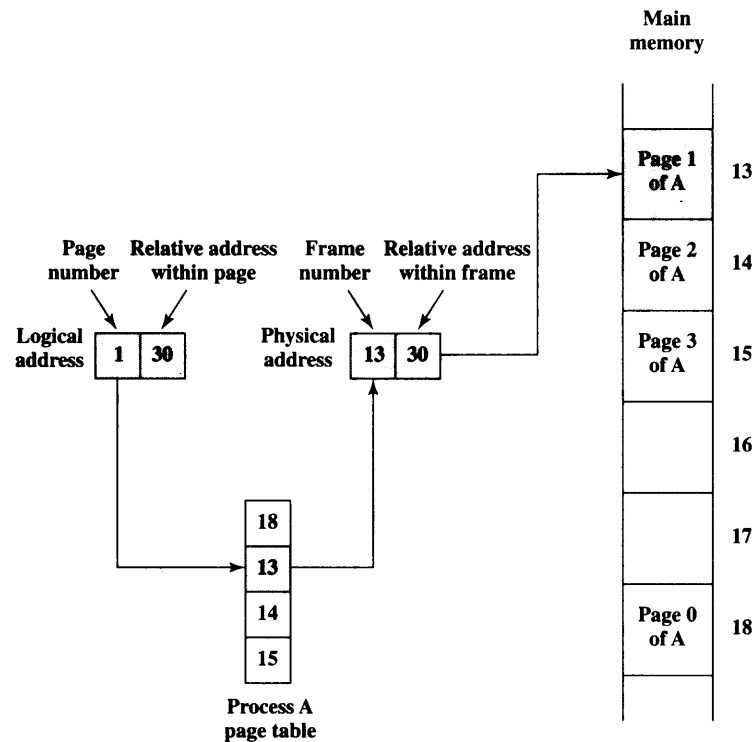 Main
memory
Page 1
of A
13
Page 2
of A
14
Page 3
of A
15
16
17
Page 0
of A
18
Page
number
Relative address
within page
Frame
number
Relative address
within frame
Logical
address
1
30
Physical
address
13
30
18
13
14
15
Process A
page table